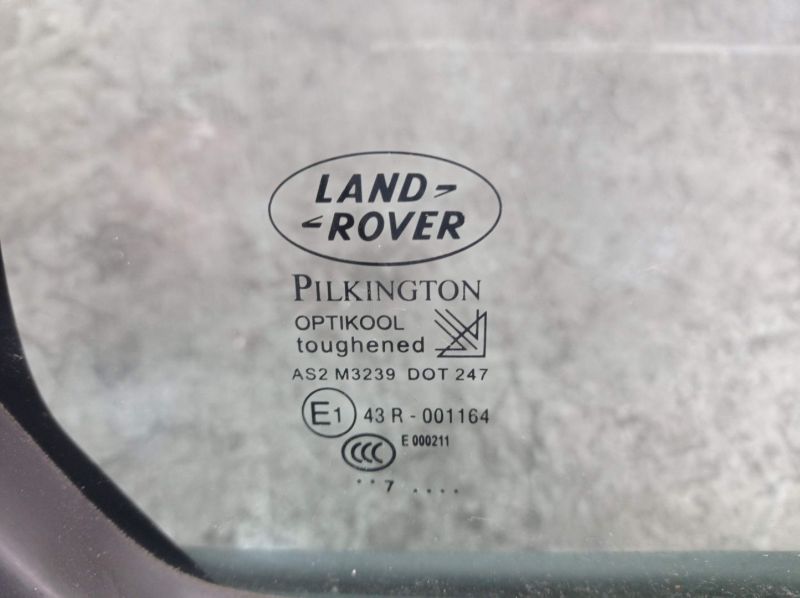 LAND
ROVER
PILKINGTON
OPTIKOOL
toughened
AS2 M3239 DOT 247
E1 43 R - 001164
CCC E 000211
.. 7 ....